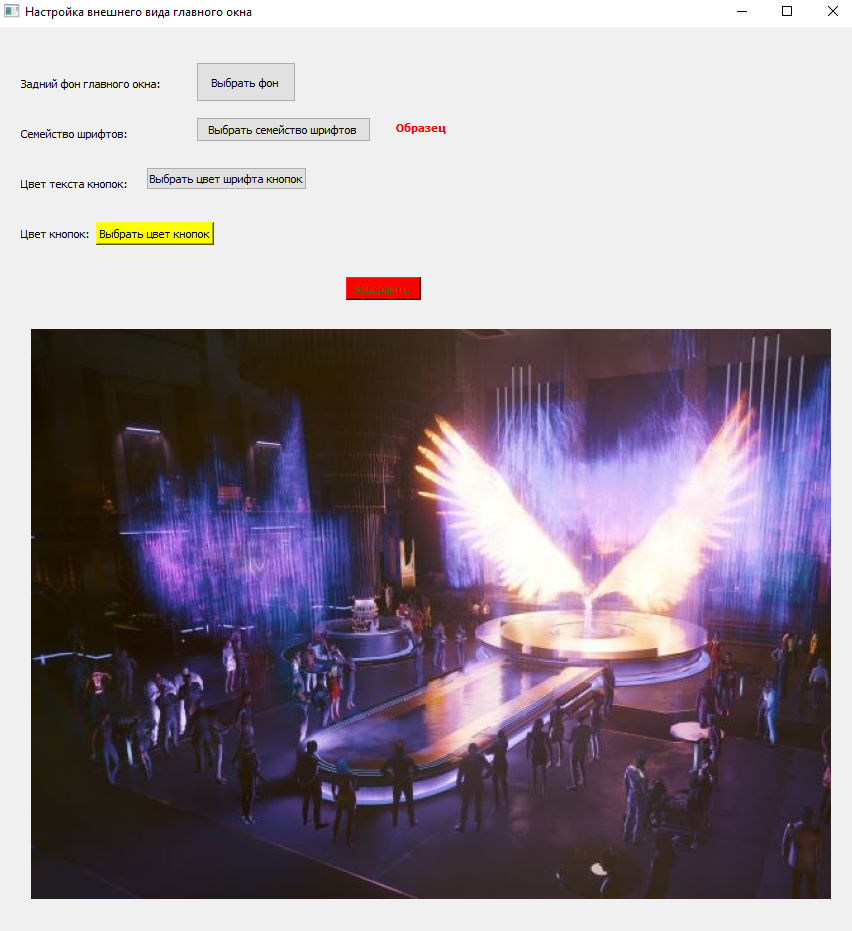 Настройка внешнего вида главного окна
Задний фон главного окна:
Выбрать фон
Семейство шрифтов:
Выбрать семейство шрифтов
Образец
Цвет текста кнопок:
Выбрать цвет шрифта кнопок
Цвет кнопок:
Выбрать цвет кнопок